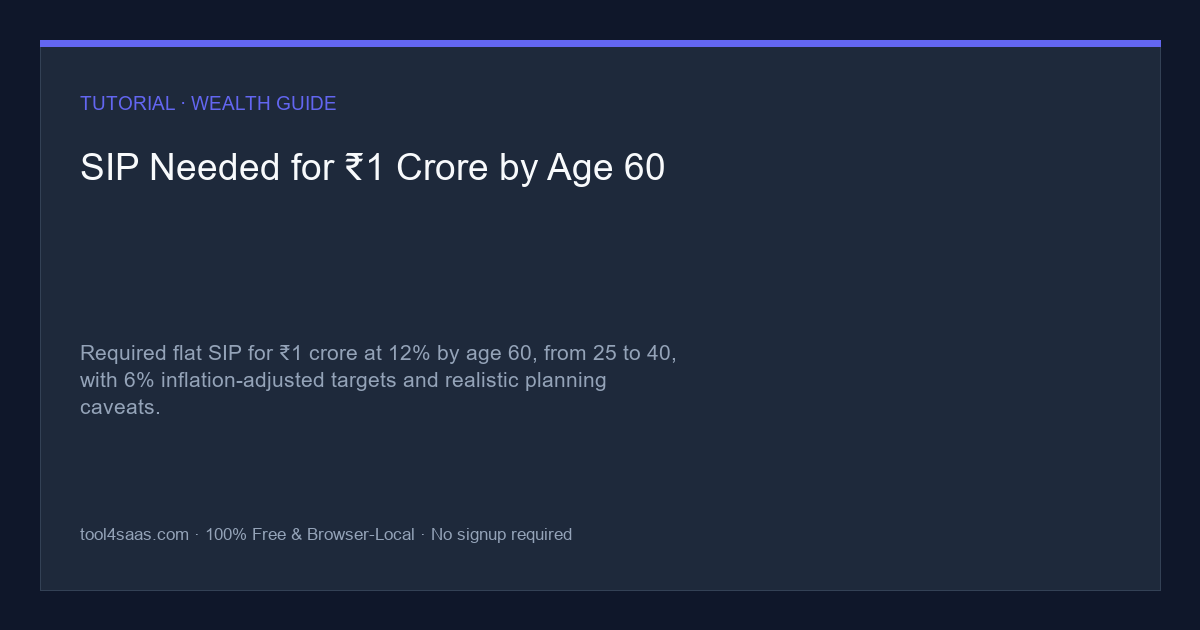 TUTORIAL · WEALTH GUIDE
SIP Needed for ₹1 Crore by Age 60
Required flat SIP for ₹1 crore at 12% by age 60, from 25 to 40,
with 6% inflation-adjusted targets and realistic planning
caveats.
tool4saas.com · 100% Free & Browser-Local · No signup required